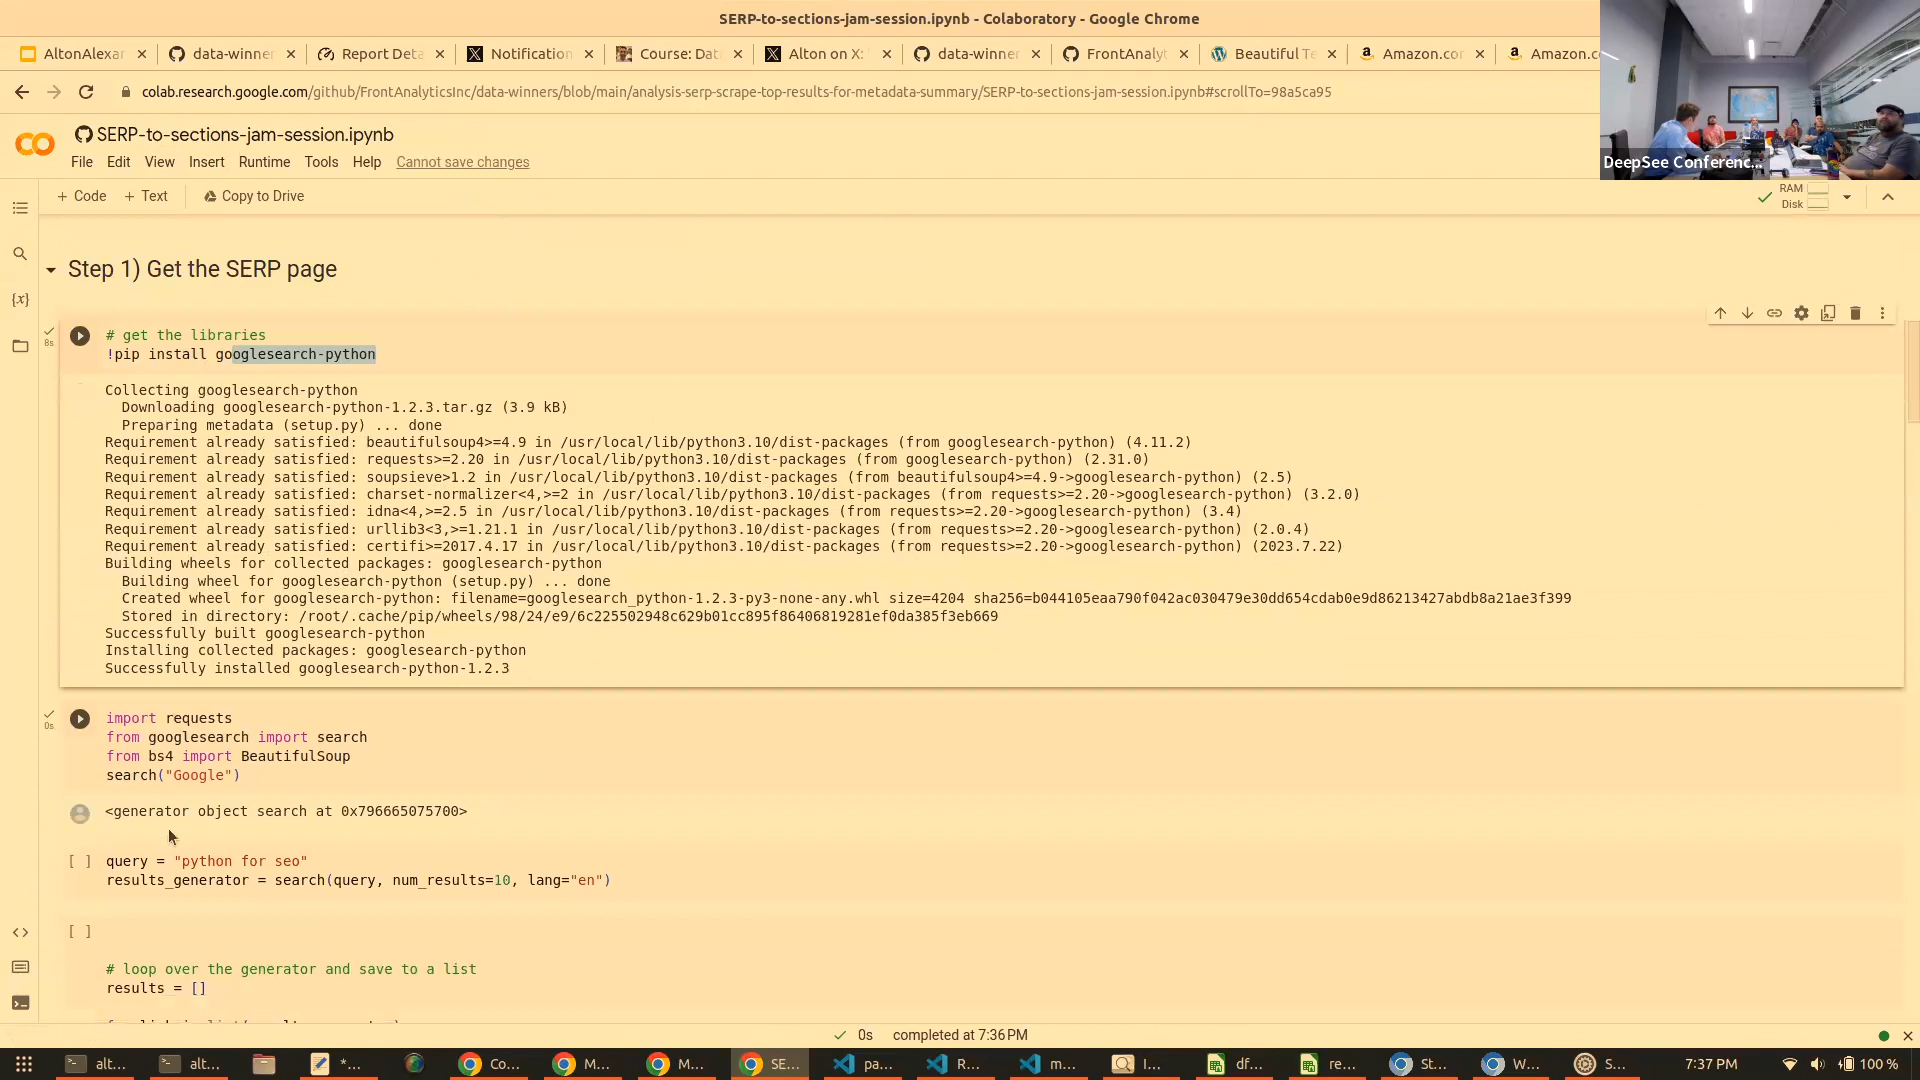 SERP-to-sections-jam-session.ipynb - Colaboratory - Google Chrome
AltonAlexar
data-winner
Report Deta
Notification
Course: Dat
Alton on X:
data-winner
FrontAnalyt
Beautiful Te
Amazon.cor
Amazon.co
colab.research.google.com/github/FrontAnalyticsInc/data-winners/blob/main/analysis-serp-scrape-top-results-for-metadata-summary/SERP-to-sections-jam-session.ipynb#scrollTo=98a5ca95
SERP-to-sections-jam-session.ipynb
File Edit View Insert Runtime Tools Help Cannot save changes
DeepSee Conferenc...
+ Code + Text Copy to Drive
RAM
Disk
Step 1) Get the SERP page
# get the libraries
!pip install googlesearch-python
8s
Collecting googlesearch-python
Downloading googlesearch-python-1.2.3.tar.gz (3.9 kB)
Preparing metadata (setup.py) ... done
Requirement already satisfied: beautifulsoup4>=4.9 in /usr/local/lib/python3.10/dist-packages (from googlesearch-python) (4.11.2)
Requirement already satisfied: requests>=2.20 in /usr/local/lib/python3.10/dist-packages (from googlesearch-python) (2.31.0)
Requirement already satisfied: soupsieve>1.2 in /usr/local/lib/python3.10/dist-packages (from beautifulsoup4>=4.9->googlesearch-python) (2.5)
Requirement already satisfied: charset-normalizer<4,>=2 in /usr/local/lib/python3.10/dist-packages (from requests>=2.20->googlesearch-python) (3.2.0)
Requirement already satisfied: idna<4,>=2.5 in /usr/local/lib/python3.10/dist-packages (from requests>=2.20->googlesearch-python) (3.4)
Requirement already satisfied: urllib3<3,>=1.21.1 in /usr/local/lib/python3.10/dist-packages (from requests>=2.20->googlesearch-python) (2.0.4)
Requirement already satisfied: certifi>=2017.4.17 in /usr/local/lib/python3.10/dist-packages (from requests>=2.20->googlesearch-python) (2023.7.22)
Building wheels for collected packages: googlesearch-python
Building wheel for googlesearch-python (setup.py) ... done
Created wheel for googlesearch-python: filename=googlesearch_python-1.2.3-py3-none-any.whl size=4204 sha256=b044105eaa790f042ac030479e30dd654cdab0e9d86213427abdb8a21ae3f399
Stored in directory: /root/.cache/pip/wheels/98/24/e9/6c225502948c629b01cc895f86406819281ef0da385f3eb669
Successfully built googlesearch-python
Installing collected packages: googlesearch-python
Successfully installed googlesearch-python-1.2.3
import requests
0s
from googlesearch import search
from bs4 import BeautifulSoup
search("Google")
<generator object search at 0x796665075700>
[ ] query = "python for seo"
results_generator = search(query, num_results=10, lang="en")
[ ]
# loop over the generator and save to a list
results = []
0s completed at 7:36 PM
alt...
alt...
*...
Co...
M...
M...
SE...
pa...
R...
m...
I...
df...
re...
St...
W...
S...
7:37 PM
100 %